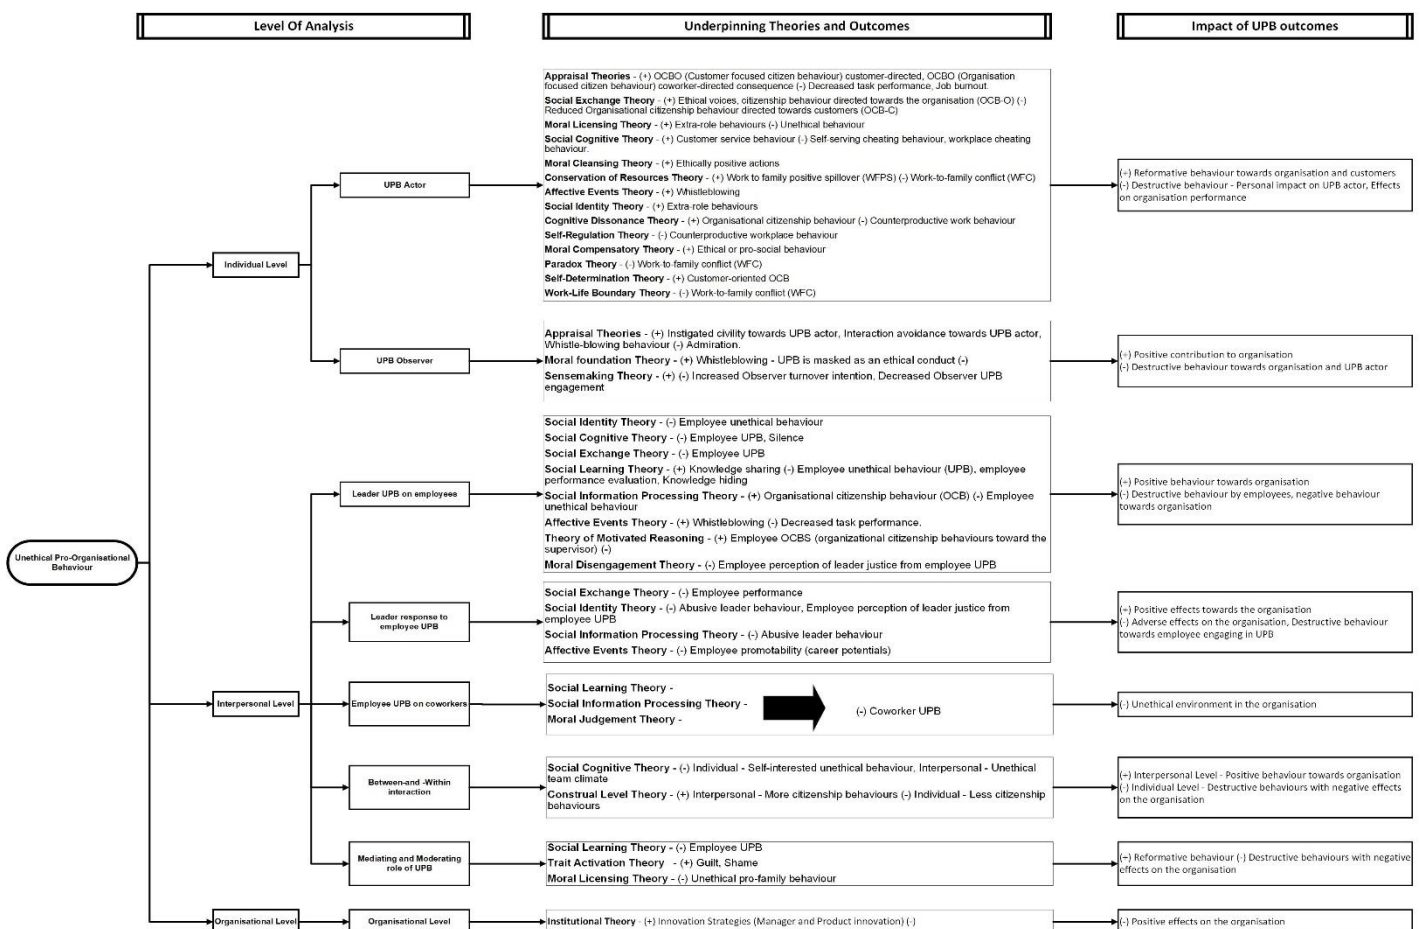 Level Of Analysis
Underpinning Theories and Outcomes
Impact of UPB outcomes
Unethical Pro-Organisational
Behaviour
Individual Level
UPB Actor
Appraisal Theories - (+) OCBO (Customer focused citizen behaviour) customer-directed, OCBO (Organisation
focused citizen behaviour) coworker-directed consequence (-) Decreased task performance, Job burnout.
Social Exchange Theory - (+) Ethical voices, citizenship behaviour directed towards the organisation (OCB-O) (-)
Reduced Organisational citizenship behaviour directed towards customers (OCB-C)
Moral Licensing Theory - (+) Extra-role behaviours (-) Unethical behaviour
Social Cognitive Theory - (+) Customer service behaviour (-) Self-serving cheating behaviour, workplace cheating
behaviour.
Moral Cleansing Theory - (+) Ethically positive actions
Conservation of Resources Theory - (+) Work to family positive spillover (WFPS) (-) Work-to-family conflict (WFC)
Affective Events Theory - (+) Whistleblowing
Social Identity Theory - (+) Extra-role behaviours
Cognitive Dissonance Theory - (+) Organisational citizenship behaviour (-) Counterproductive work behaviour
Self-Regulation Theory - (-) Counterproductive workplace behaviour
Moral Compensatory Theory - (+) Ethical or pro-social behaviour
Paradox Theory - (-) Work-to-family conflict (WFC)
Self-Determination Theory - (+) Customer-oriented OCB
Work-Life Boundary Theory - (-) Work-to-family conflict (WFC)
(+) Reformative behaviour towards organisation and customers
(-) Destructive behaviour - Personal impact on UPB actor, Effects
on organisation performance
UPB Observer
Appraisal Theories - (+) Instigated civility towards UPB actor, Interaction avoidance towards UPB actor,
Whistle-blowing behaviour (-) Admiration.
Moral foundation Theory - (+) Whistleblowing - UPB is masked as an ethical conduct (-)
Sensemaking Theory - (+) (-) Increased Observer turnover intention, Decreased Observer UPB
engagement
(+) Positive contribution to organisation
(-) Destructive behaviour towards organisation and UPB actor
Interpersonal Level
Leader UPB on employees
Social Identity Theory - (-) Employee unethical behaviour
Social Cognitive Theory - (-) Employee UPB, Silence
Social Exchange Theory - (-) Employee UPB
Social Learning Theory - (+) Knowledge sharing (-) Employee unethical behaviour (UPB), employee
performance evaluation, Knowledge hiding
Social Information Processing Theory - (+) Organisational citizenship behaviour (OCB) (-) Employee
unethical behaviour
Affective Events Theory - (+) Whistleblowing (-) Decreased task performance.
Theory of Motivated Reasoning - (+) Employee OCBS (organizational citizenship behaviours toward the
supervisor) (-)
Moral Disengagement Theory - (-) Employee perception of leader justice from employee UPB
(+) Positive behaviour towards organisation
(-) Destructive behaviour by employees, negative behaviour
towards organisation
Leader response to
employee UPB
Social Exchange Theory - (-) Employee performance
Social Identity Theory - (-) Abusive leader behaviour, Employee perception of leader justice from
employee UPB
Social Information Processing Theory - (-) Abusive leader behaviour
Affective Events Theory - (-) Employee promotability (career potentials)
(+) Positive effects towards the organisation
(-) Adverse effects on the organisation, Destructive behaviour
towards employee engaging in UPB
Employee UPB on coworkers
Social Learning Theory -
Social Information Processing Theory -
Moral Judgement Theory -
(-) Coworker UPB
(-) Unethical environment in the organisation
Between-and -Within
interaction
Social Cognitive Theory - (-) Individual - Self-interested unethical behaviour, Interpersonal - Unethical
team climate
Construal Level Theory - (+) Interpersonal - More citizenship behaviours (-) Individual - Less citizenship
behaviours
(+) Interpersonal Level - Positive behaviour towards organisation
(-) Individual Level - Destructive behaviours with negative effects
on the organisation
Mediating and Moderating
role of UPB
Social Learning Theory - (-) Employee UPB
Trait Activation Theory - (+) Guilt, Shame
Moral Licensing Theory - (-) Unethical pro-family behaviour
(+) Reformative behaviour (-) Destructive behaviours with negative
effects on the organisation
Organisational Level
Organisational Level
Institutional Theory - (+) Innovation Strategies (Manager and Product innovation) (-)
(-) Positive effects on the organisation